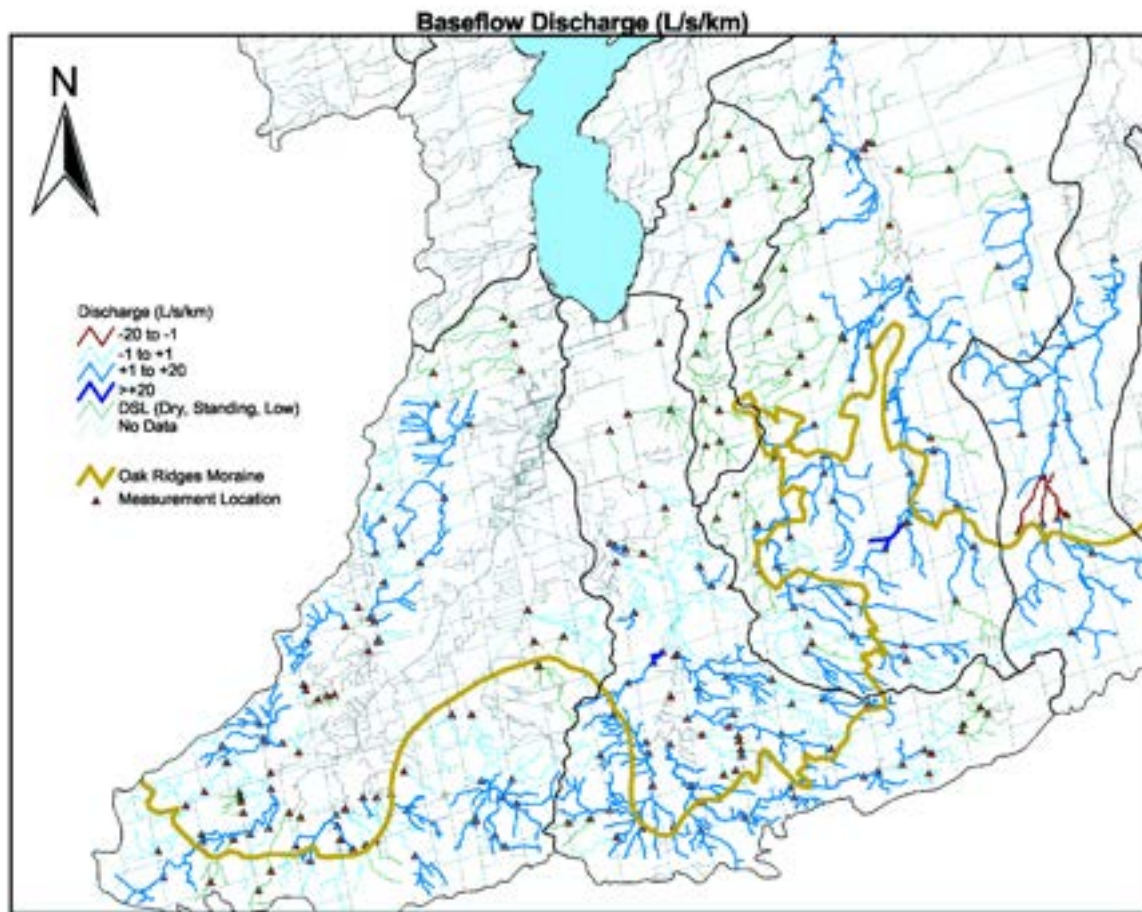 Baseflow Discharge (L/s/km)
N
Discharge (L/s/km)
-20 to -1
-1 to +1
+1 to +20
>+20
DSL (Dry, Standing, Low)
No Data
Oak Ridges Moraine
Measurement Location